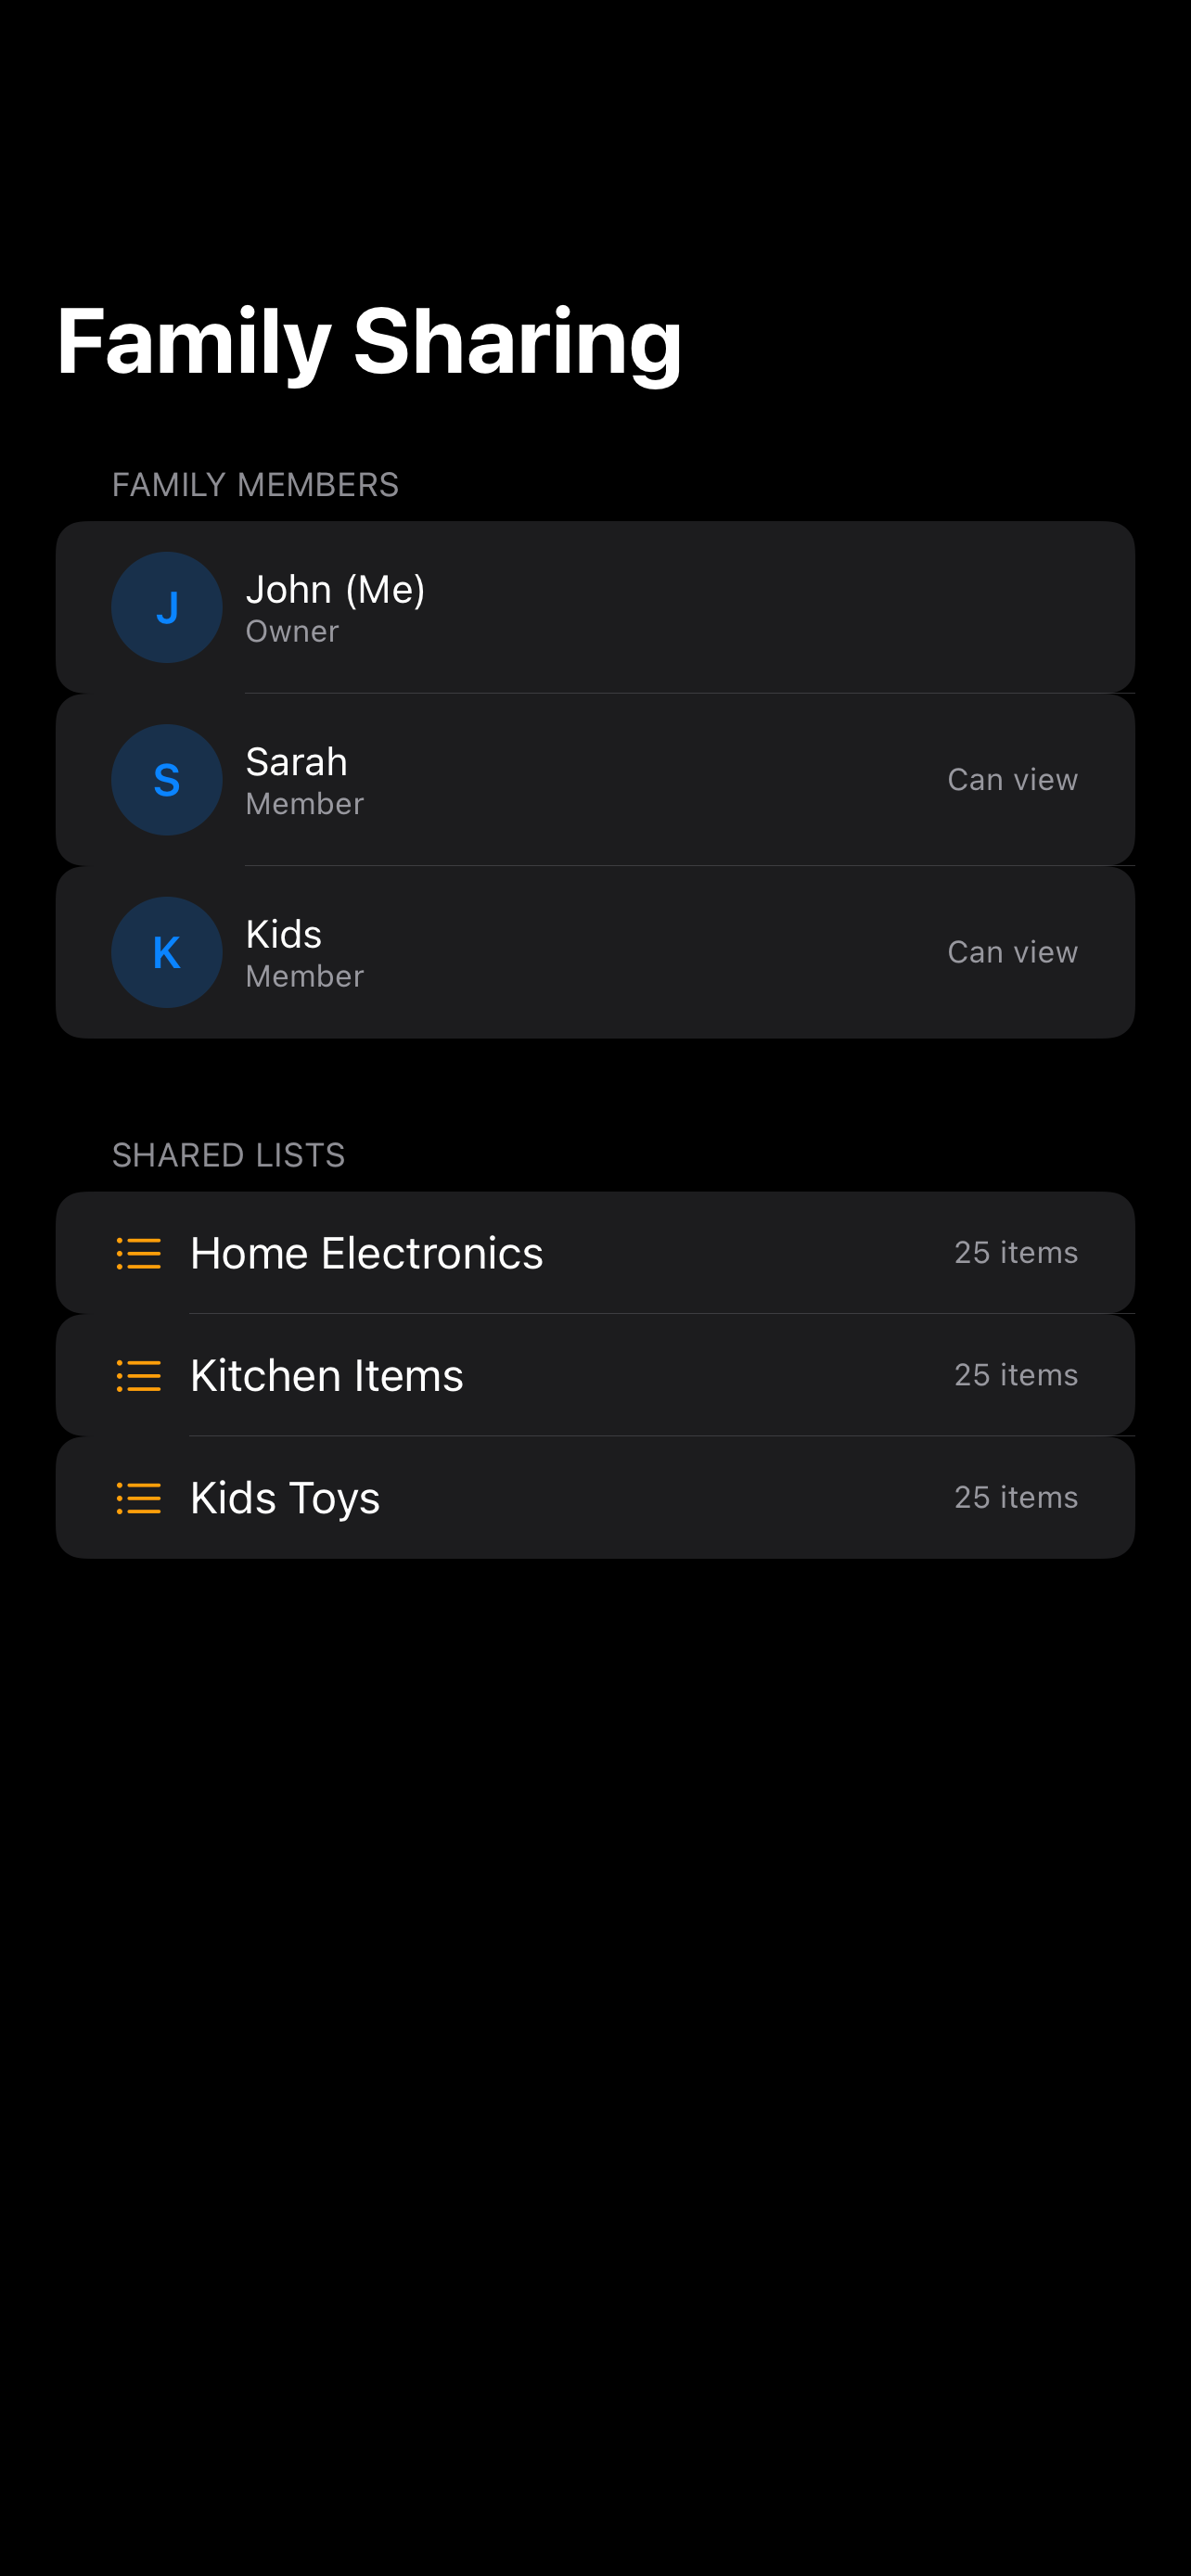 Family Sharing
FAMILY MEMBERS
J
John (Me)
Owner
S
Sarah
Member
Can view
K
Kids
Member
Can view
SHARED LISTS
Home Electronics
25 items
Kitchen Items
25 items
Kids Toys
25 items